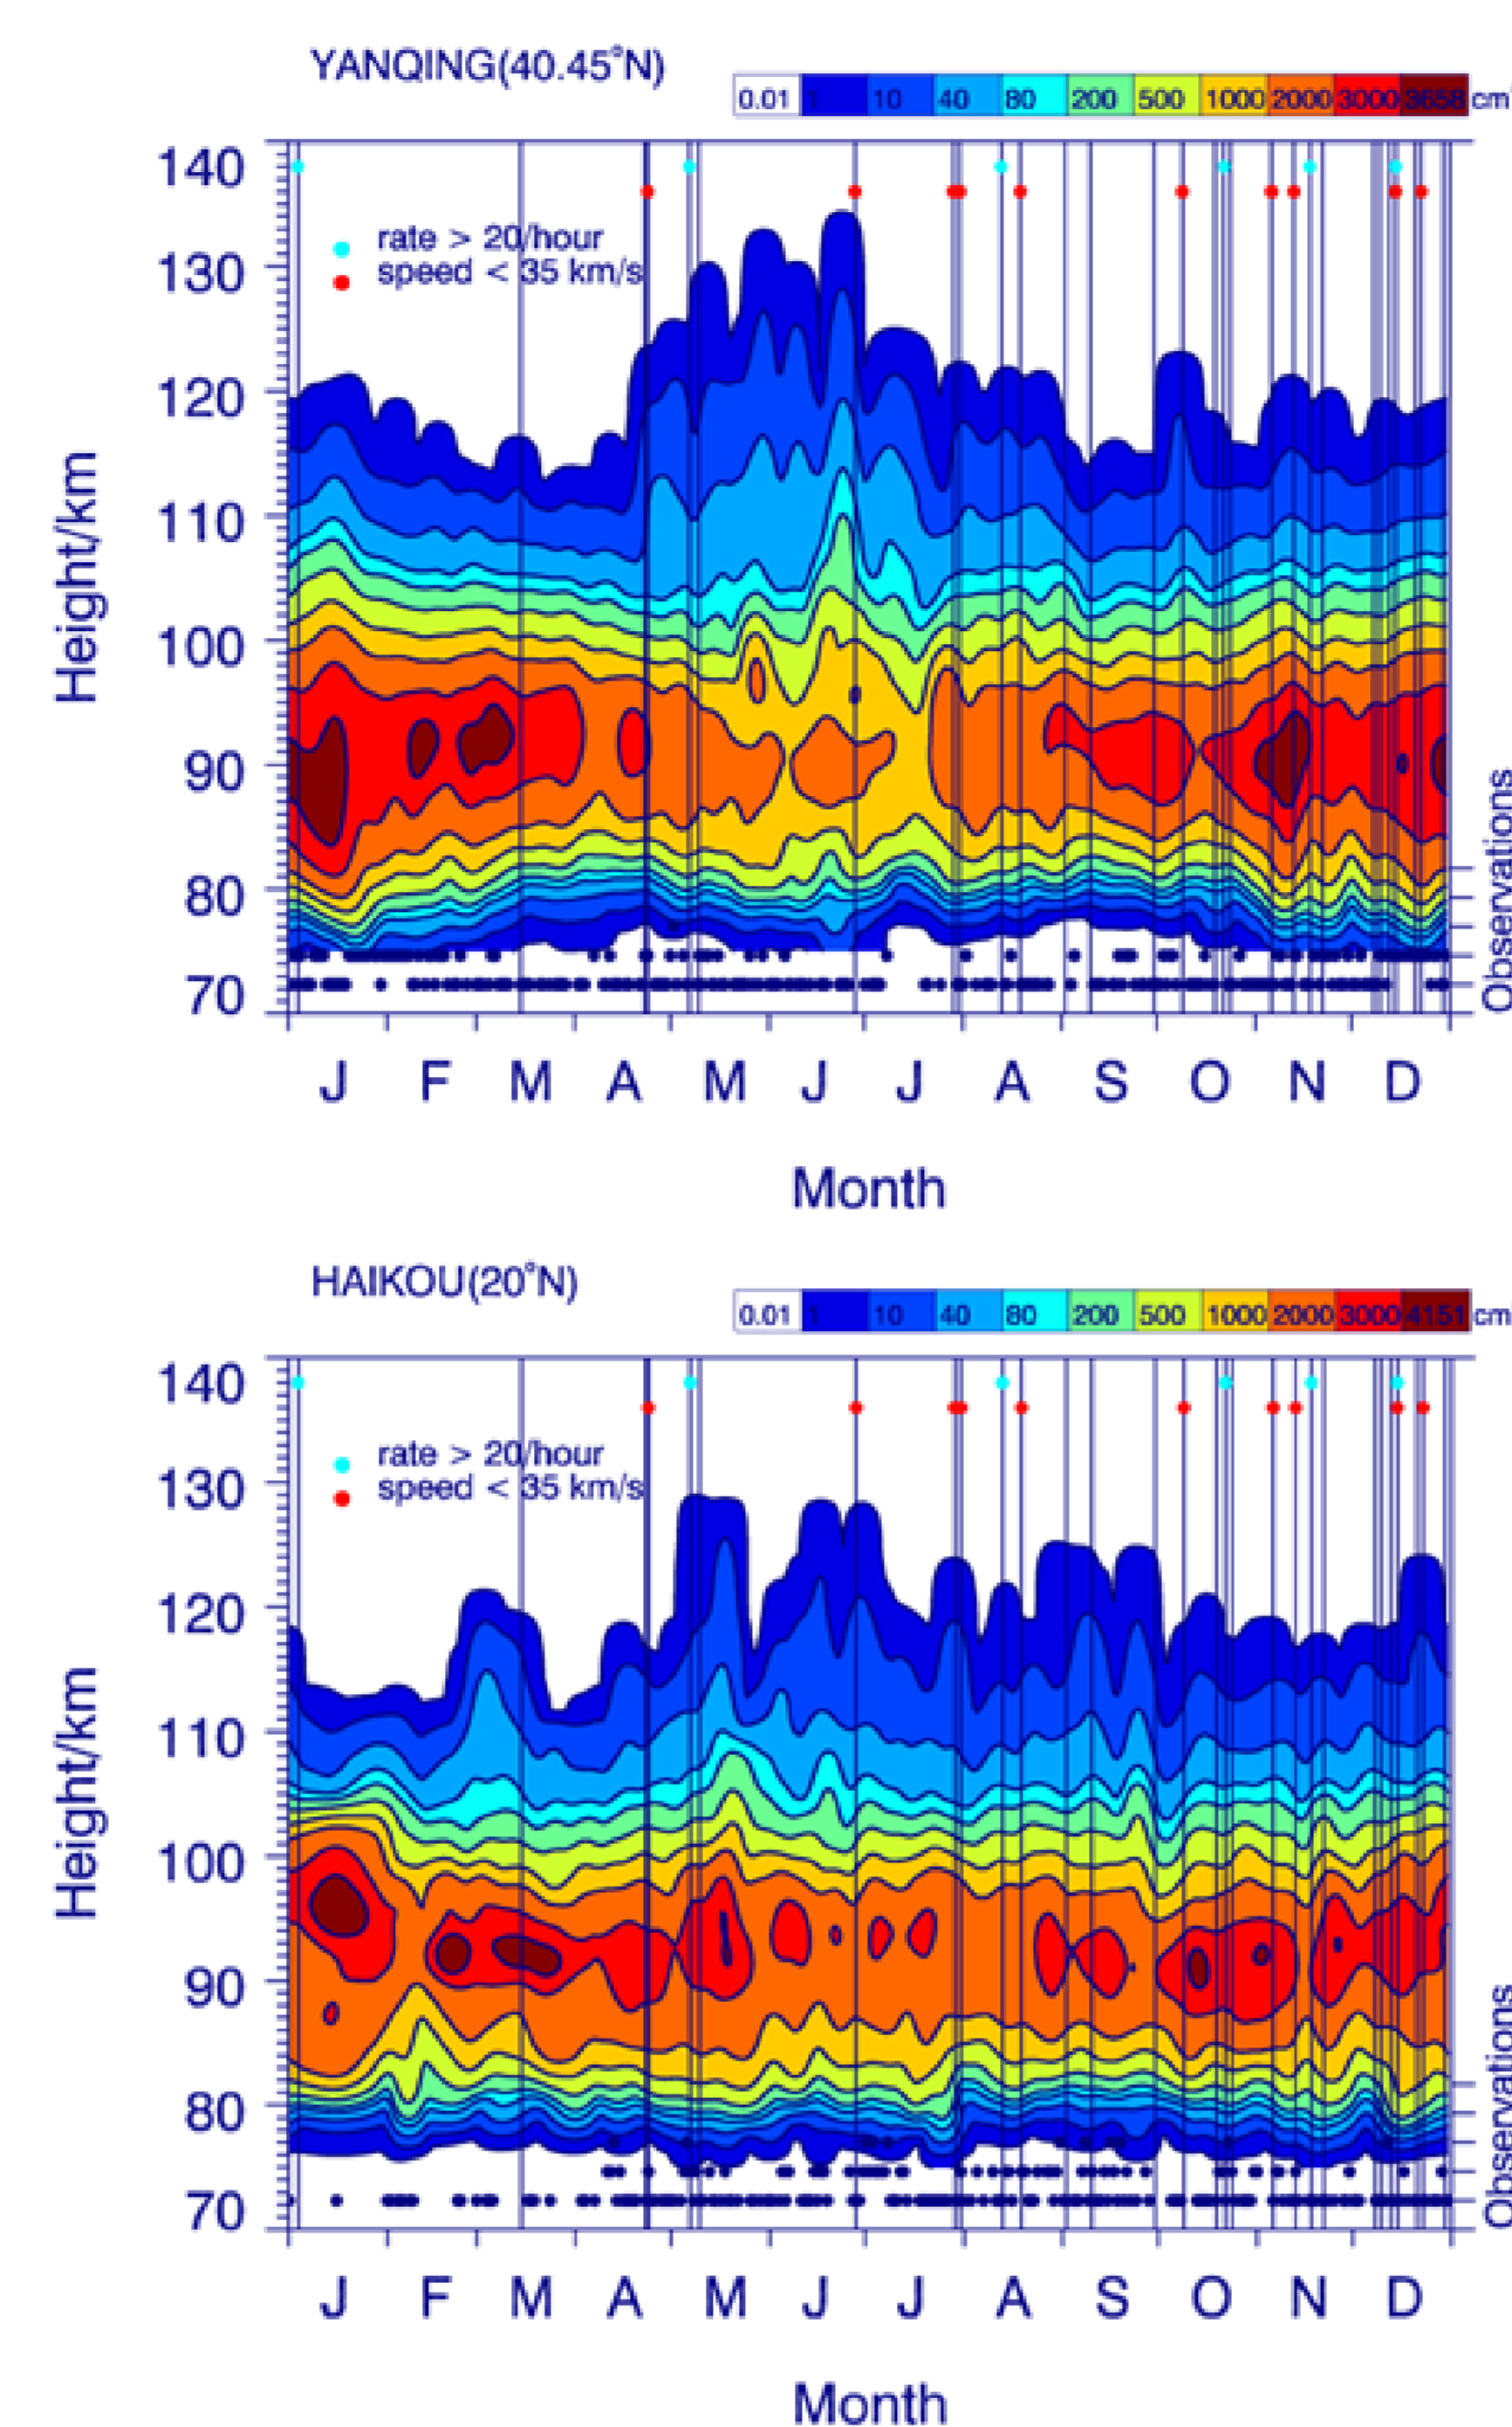 YANQING(40.45°N)
0.01 1 10 40 80 200 500 1000 2000 3000 3658 cm
140
rate > 20/hour
speed < 35 km/s
130
120
110
100
90
80
70
Height/km
Observations
J F M A M J J A S O N D
Month
HAIKOU(20°N)
0.01 1 10 40 80 200 500 1000 2000 3000 4151 cm
140
rate > 20/hour
speed < 35 km/s
130
120
110
100
90
80
70
Height/km
Observations
J F M A M J J A S O N D
Month